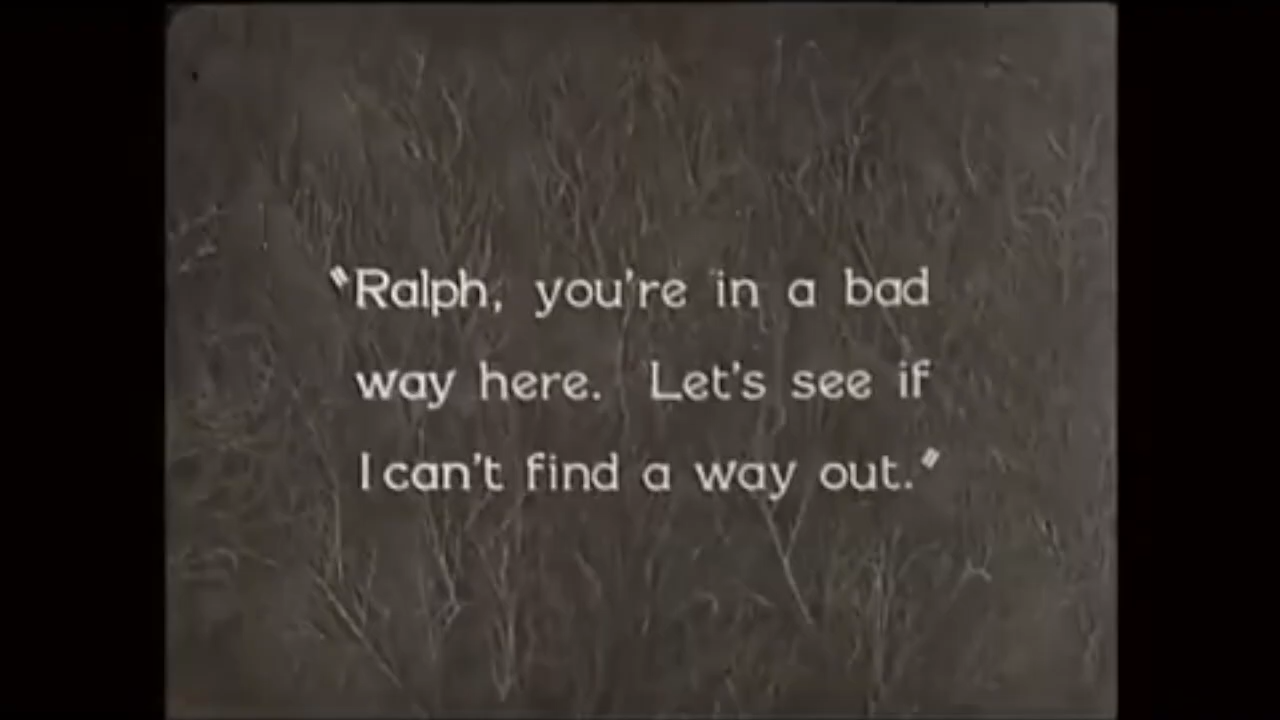 "Ralph, you're in a bad
way here. Let's see if
I can't find a way out."